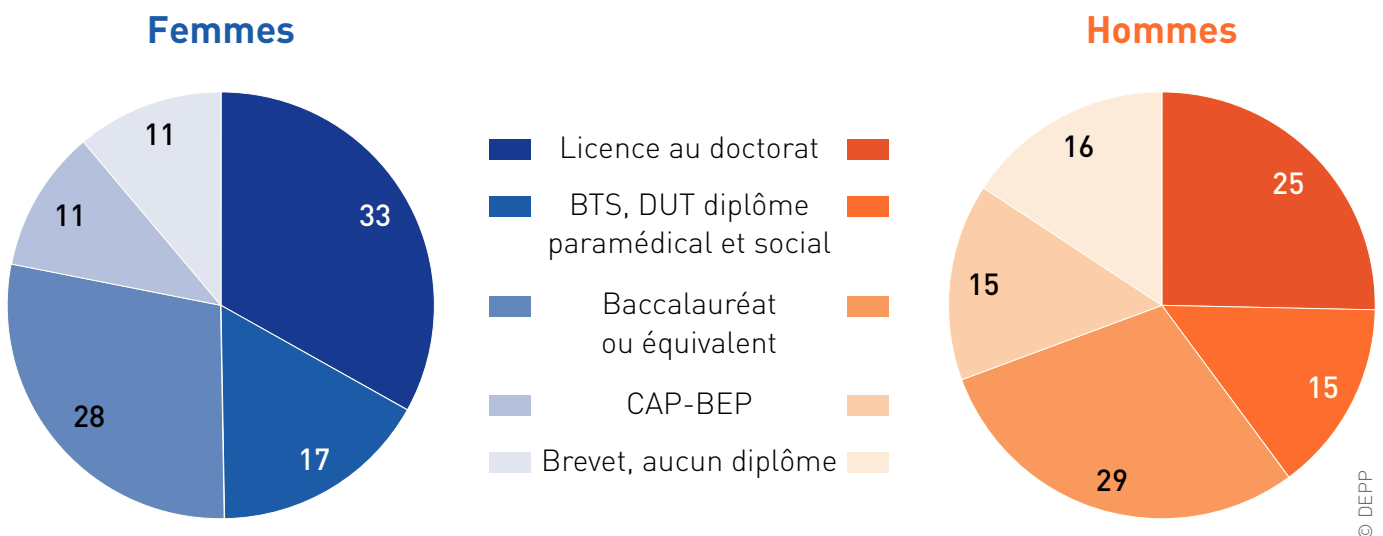 Femmes
Hommes
11
11
33
28
17
Licence au doctorat
BTS, DUT diplôme
paramédical et social
Baccalauréat
ou équivalent
CAP-BEP
Brevet, aucun diplôme
16
25
15
15
29
© DEPP